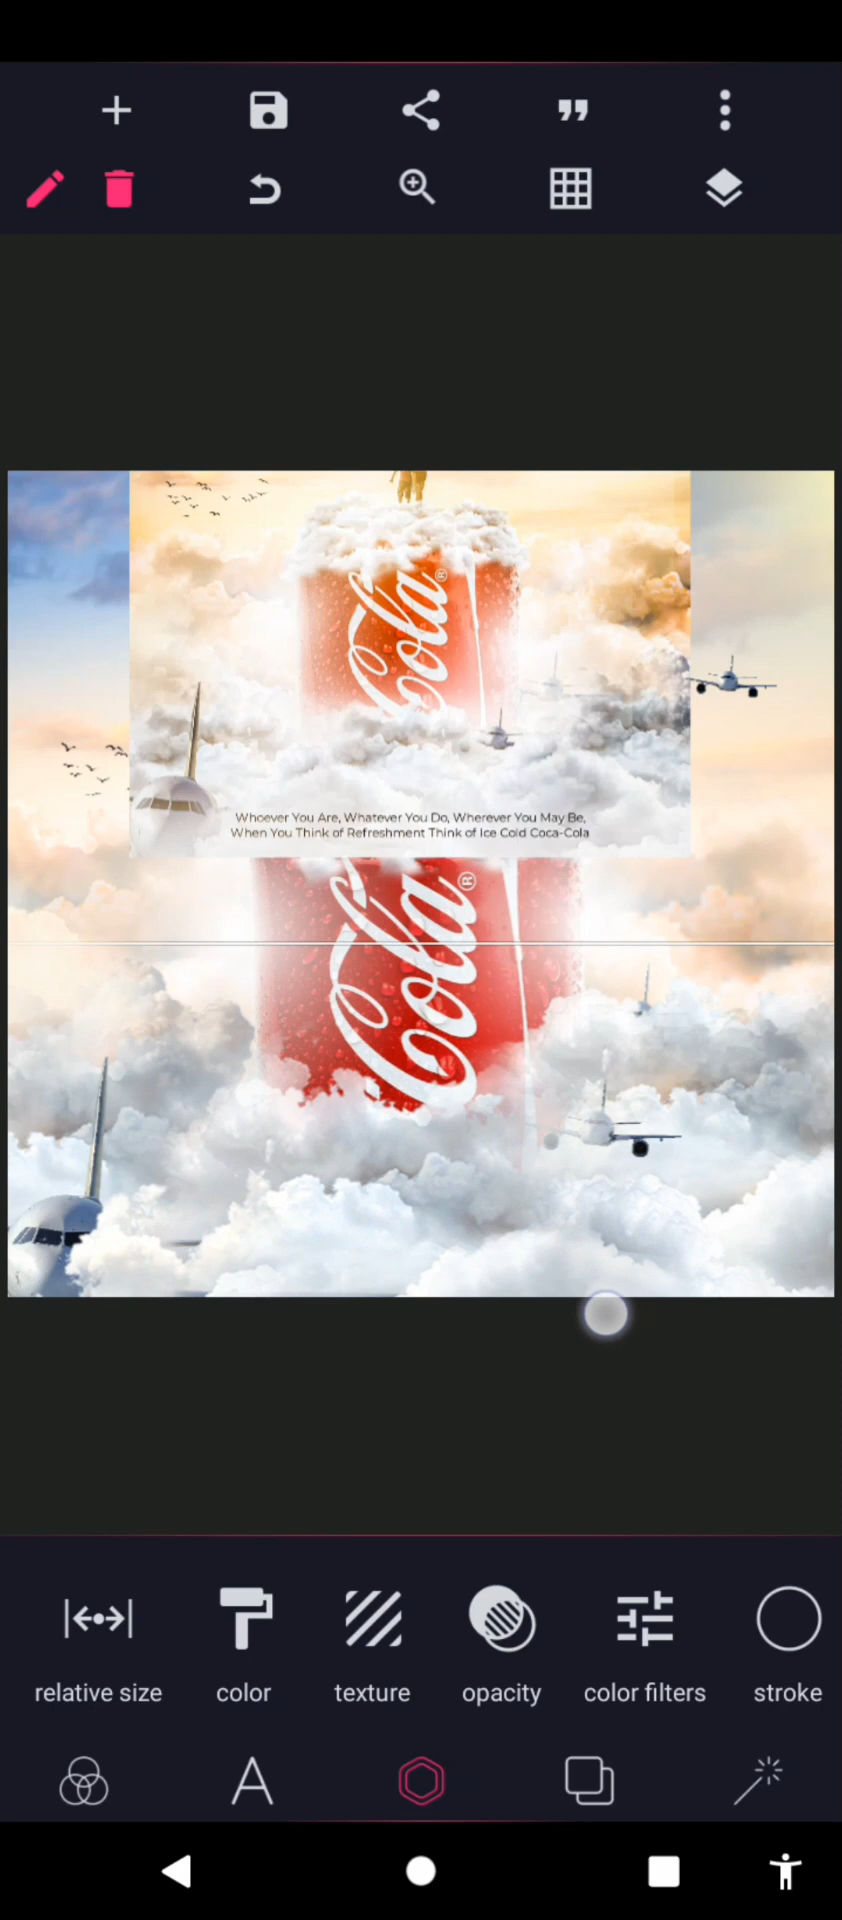 Cola®
Whoever You Are, Whatever You Do, Wherever You May Be,
When You Think of Refreshment Think of Ice Cold Coca-Cola
Cola®
relative size
color
texture
opacity
color filters
stroke